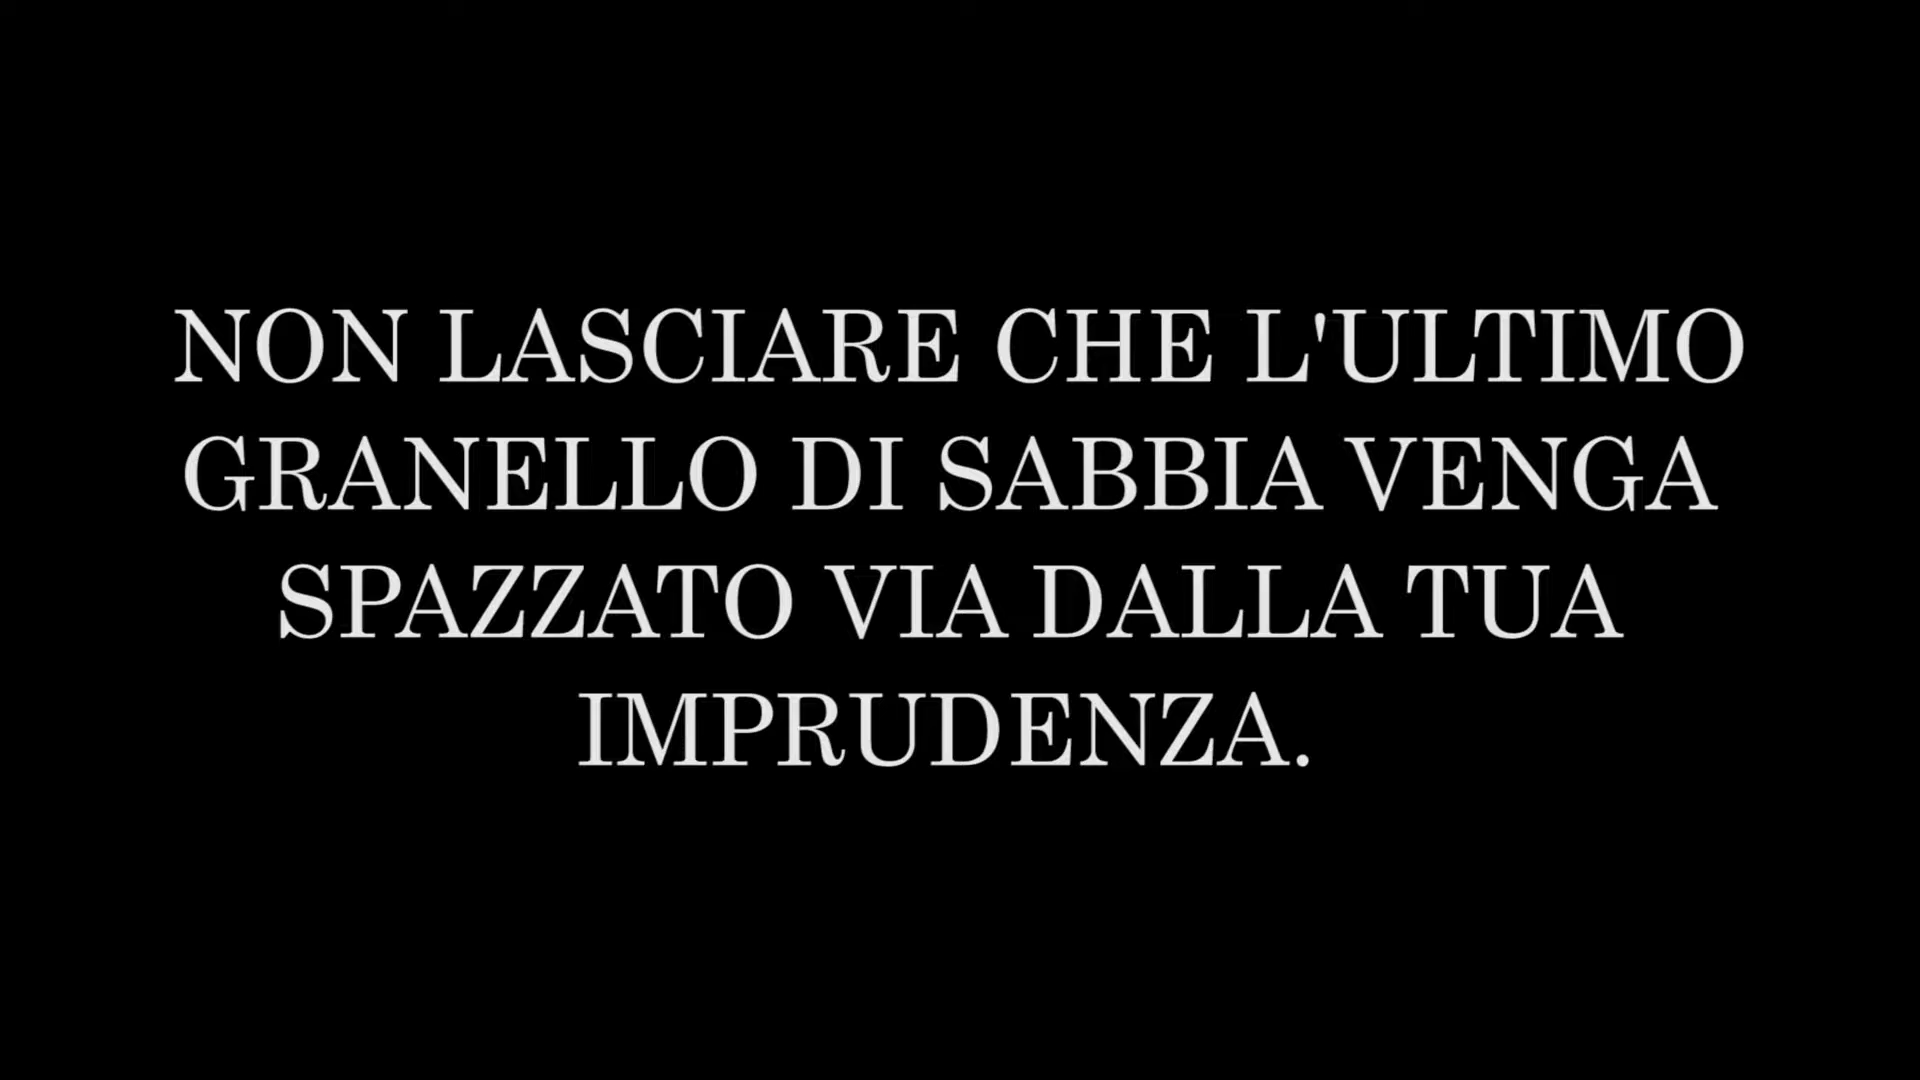 NON LASCIARE CHE L'ULTIMO
GRANELLO DI SABBIA VENGA
SPAZZATO VIA DALLA TUA
IMPRUDENZA.